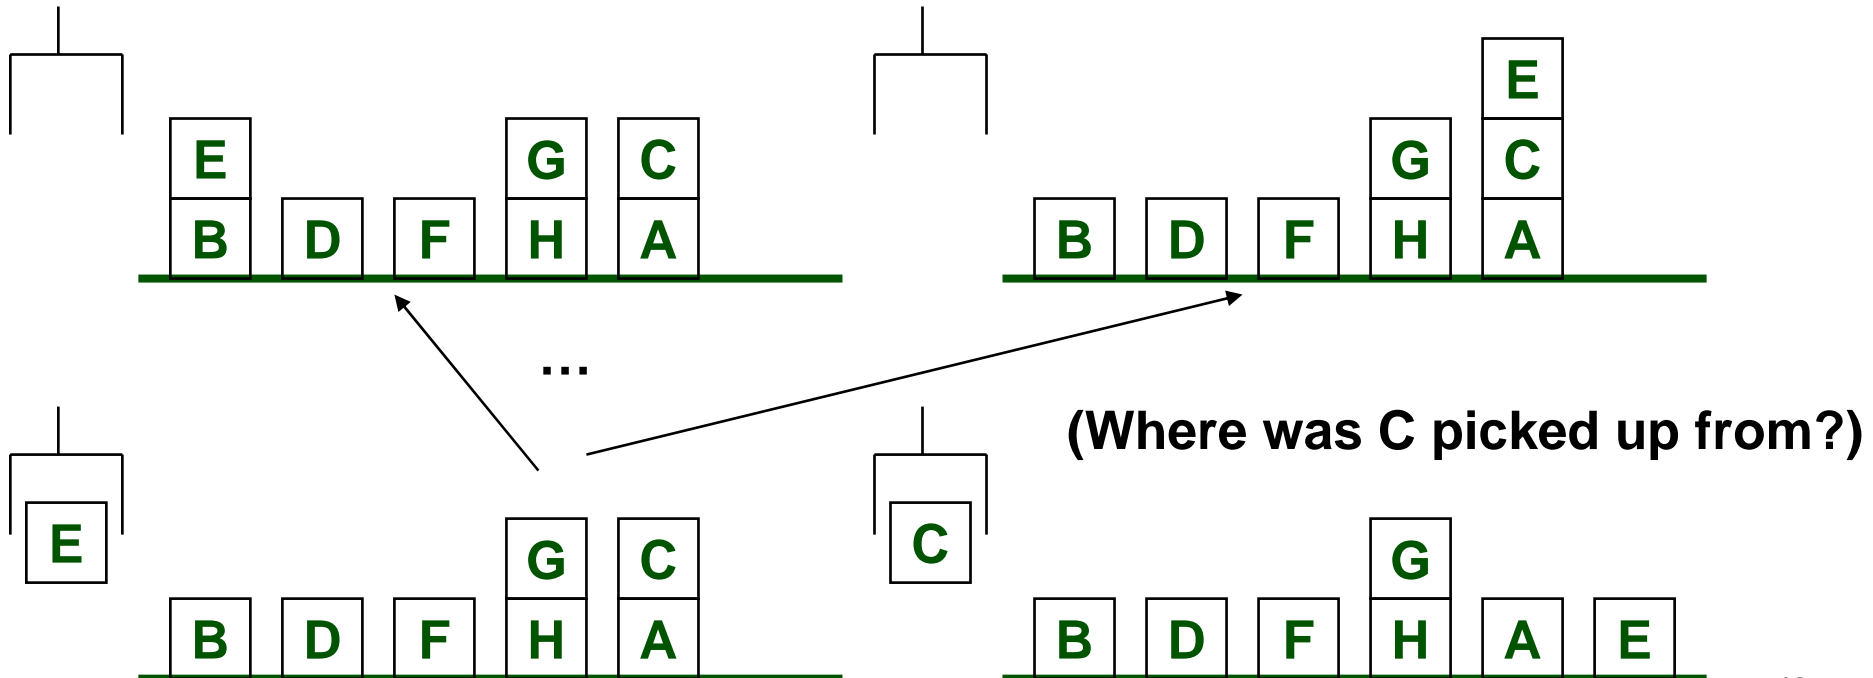 E
E G C G C
B D F H A B D F H A
...
(Where was C picked up from?)
E C
G C G
B D F H A B D F H A E